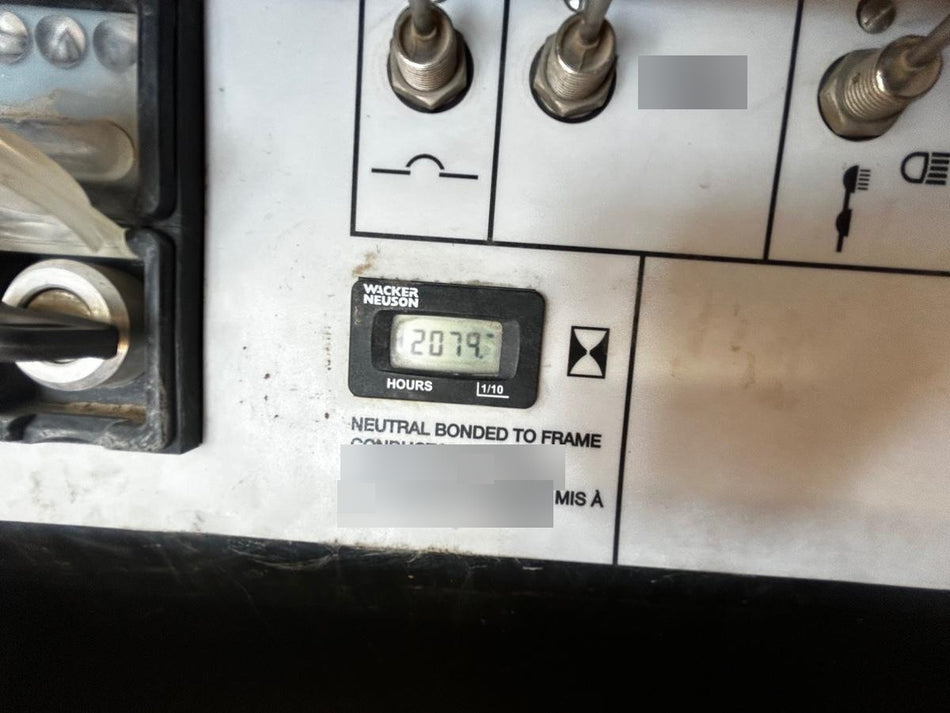 WACKER
NEUSON
2079.
HOURS
1/10
NEUTRAL BONDED TO FRAME
MIS À